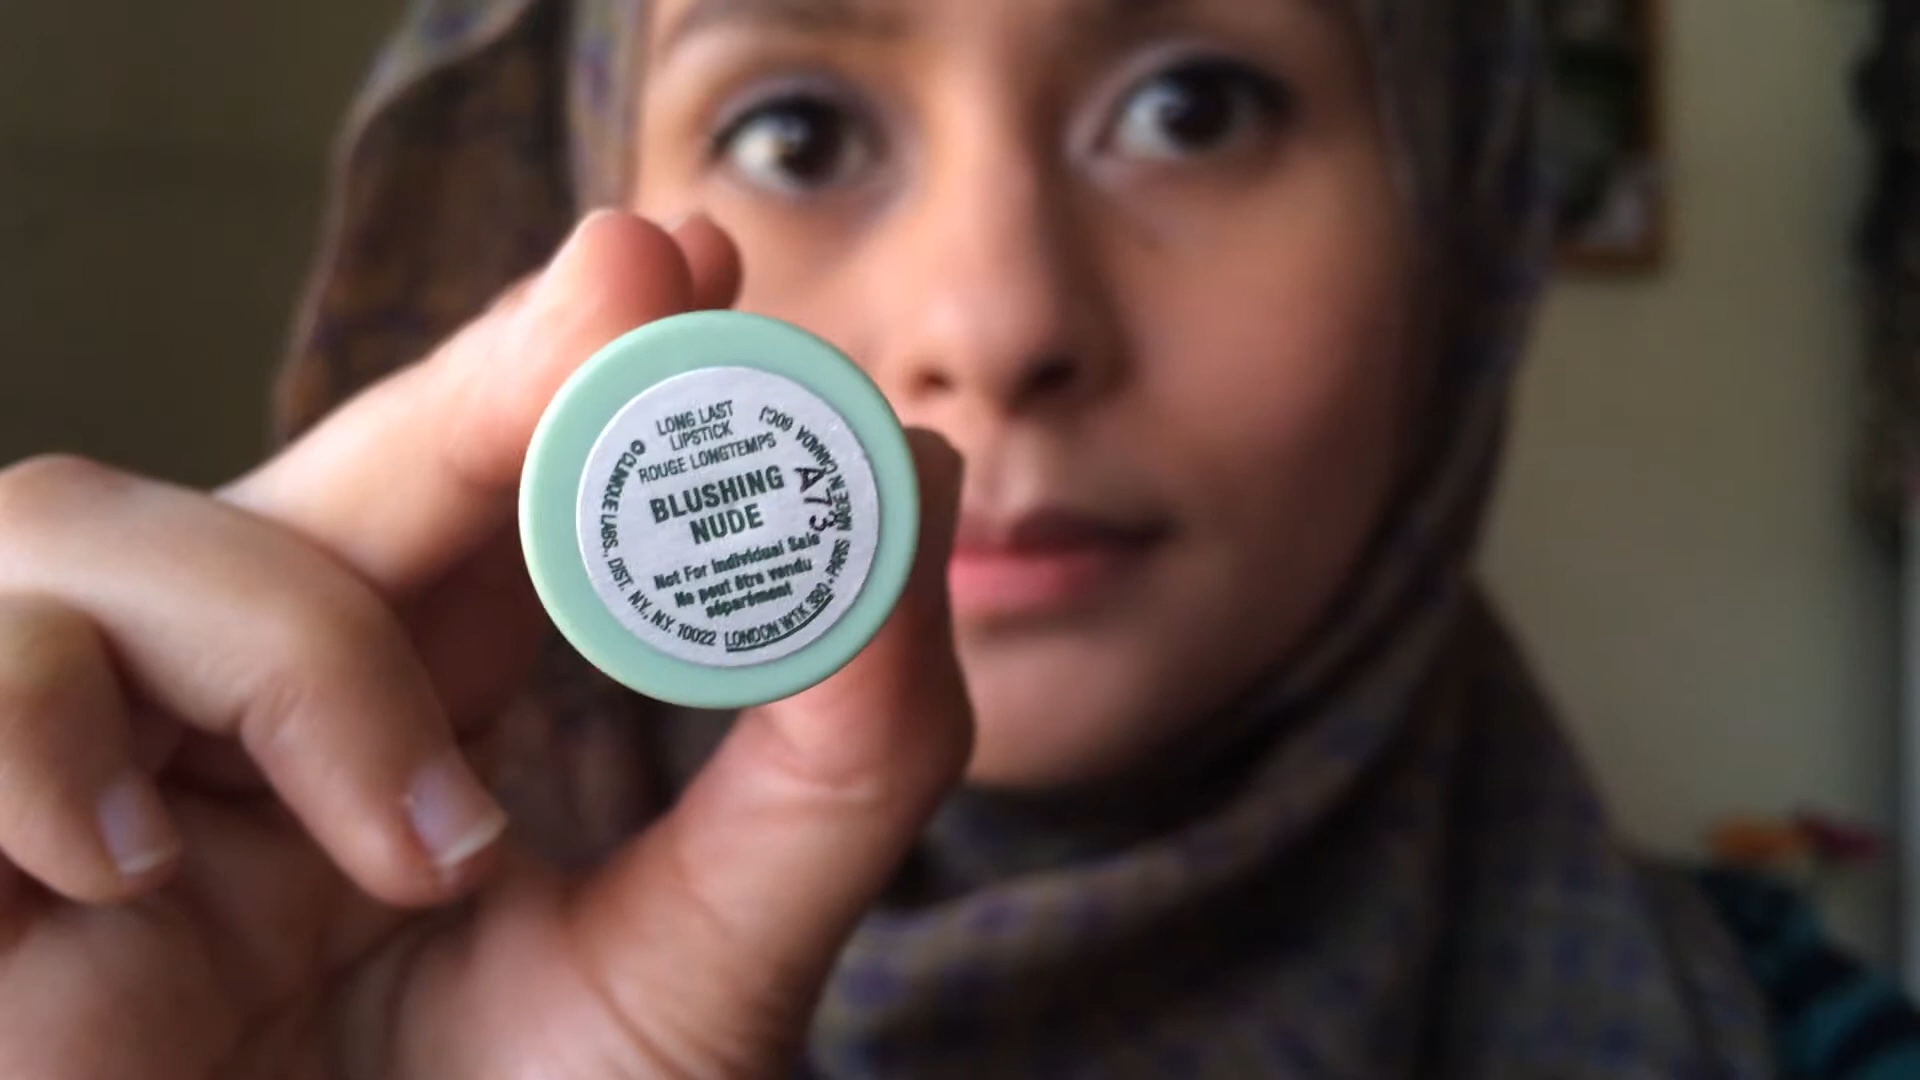 LONG LAST
LIPSTICK
ROUGE LONGTEMPS
BLUSHING
NUDE
Not For Individual Sale
Ne peut être vendu
séparément
CLINIQUE LABS., DIST. N.Y., N.Y. 10022 LONDON W1K 3BQ - PARIS MADE IN CANADA 60CJ
A73